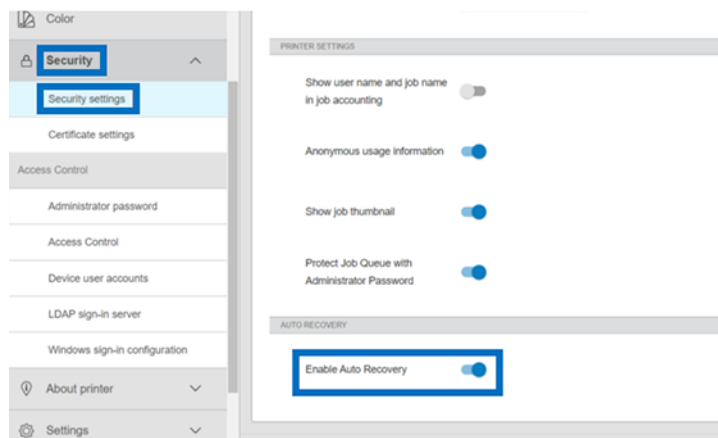 Color
Security
Security settings
Certificate settings
Access Control
Administrator password
Access Control
Device user accounts
LDAP sign-in server
Windows sign-in configuration
About printer
Settings
PRINTER SETTINGS
Show user name and job name
in job accounting
Anonymous usage information
Show job thumbnail
Protect Job Queue with
Administrator Password
AUTO RECOVERY
Enable Auto Recovery